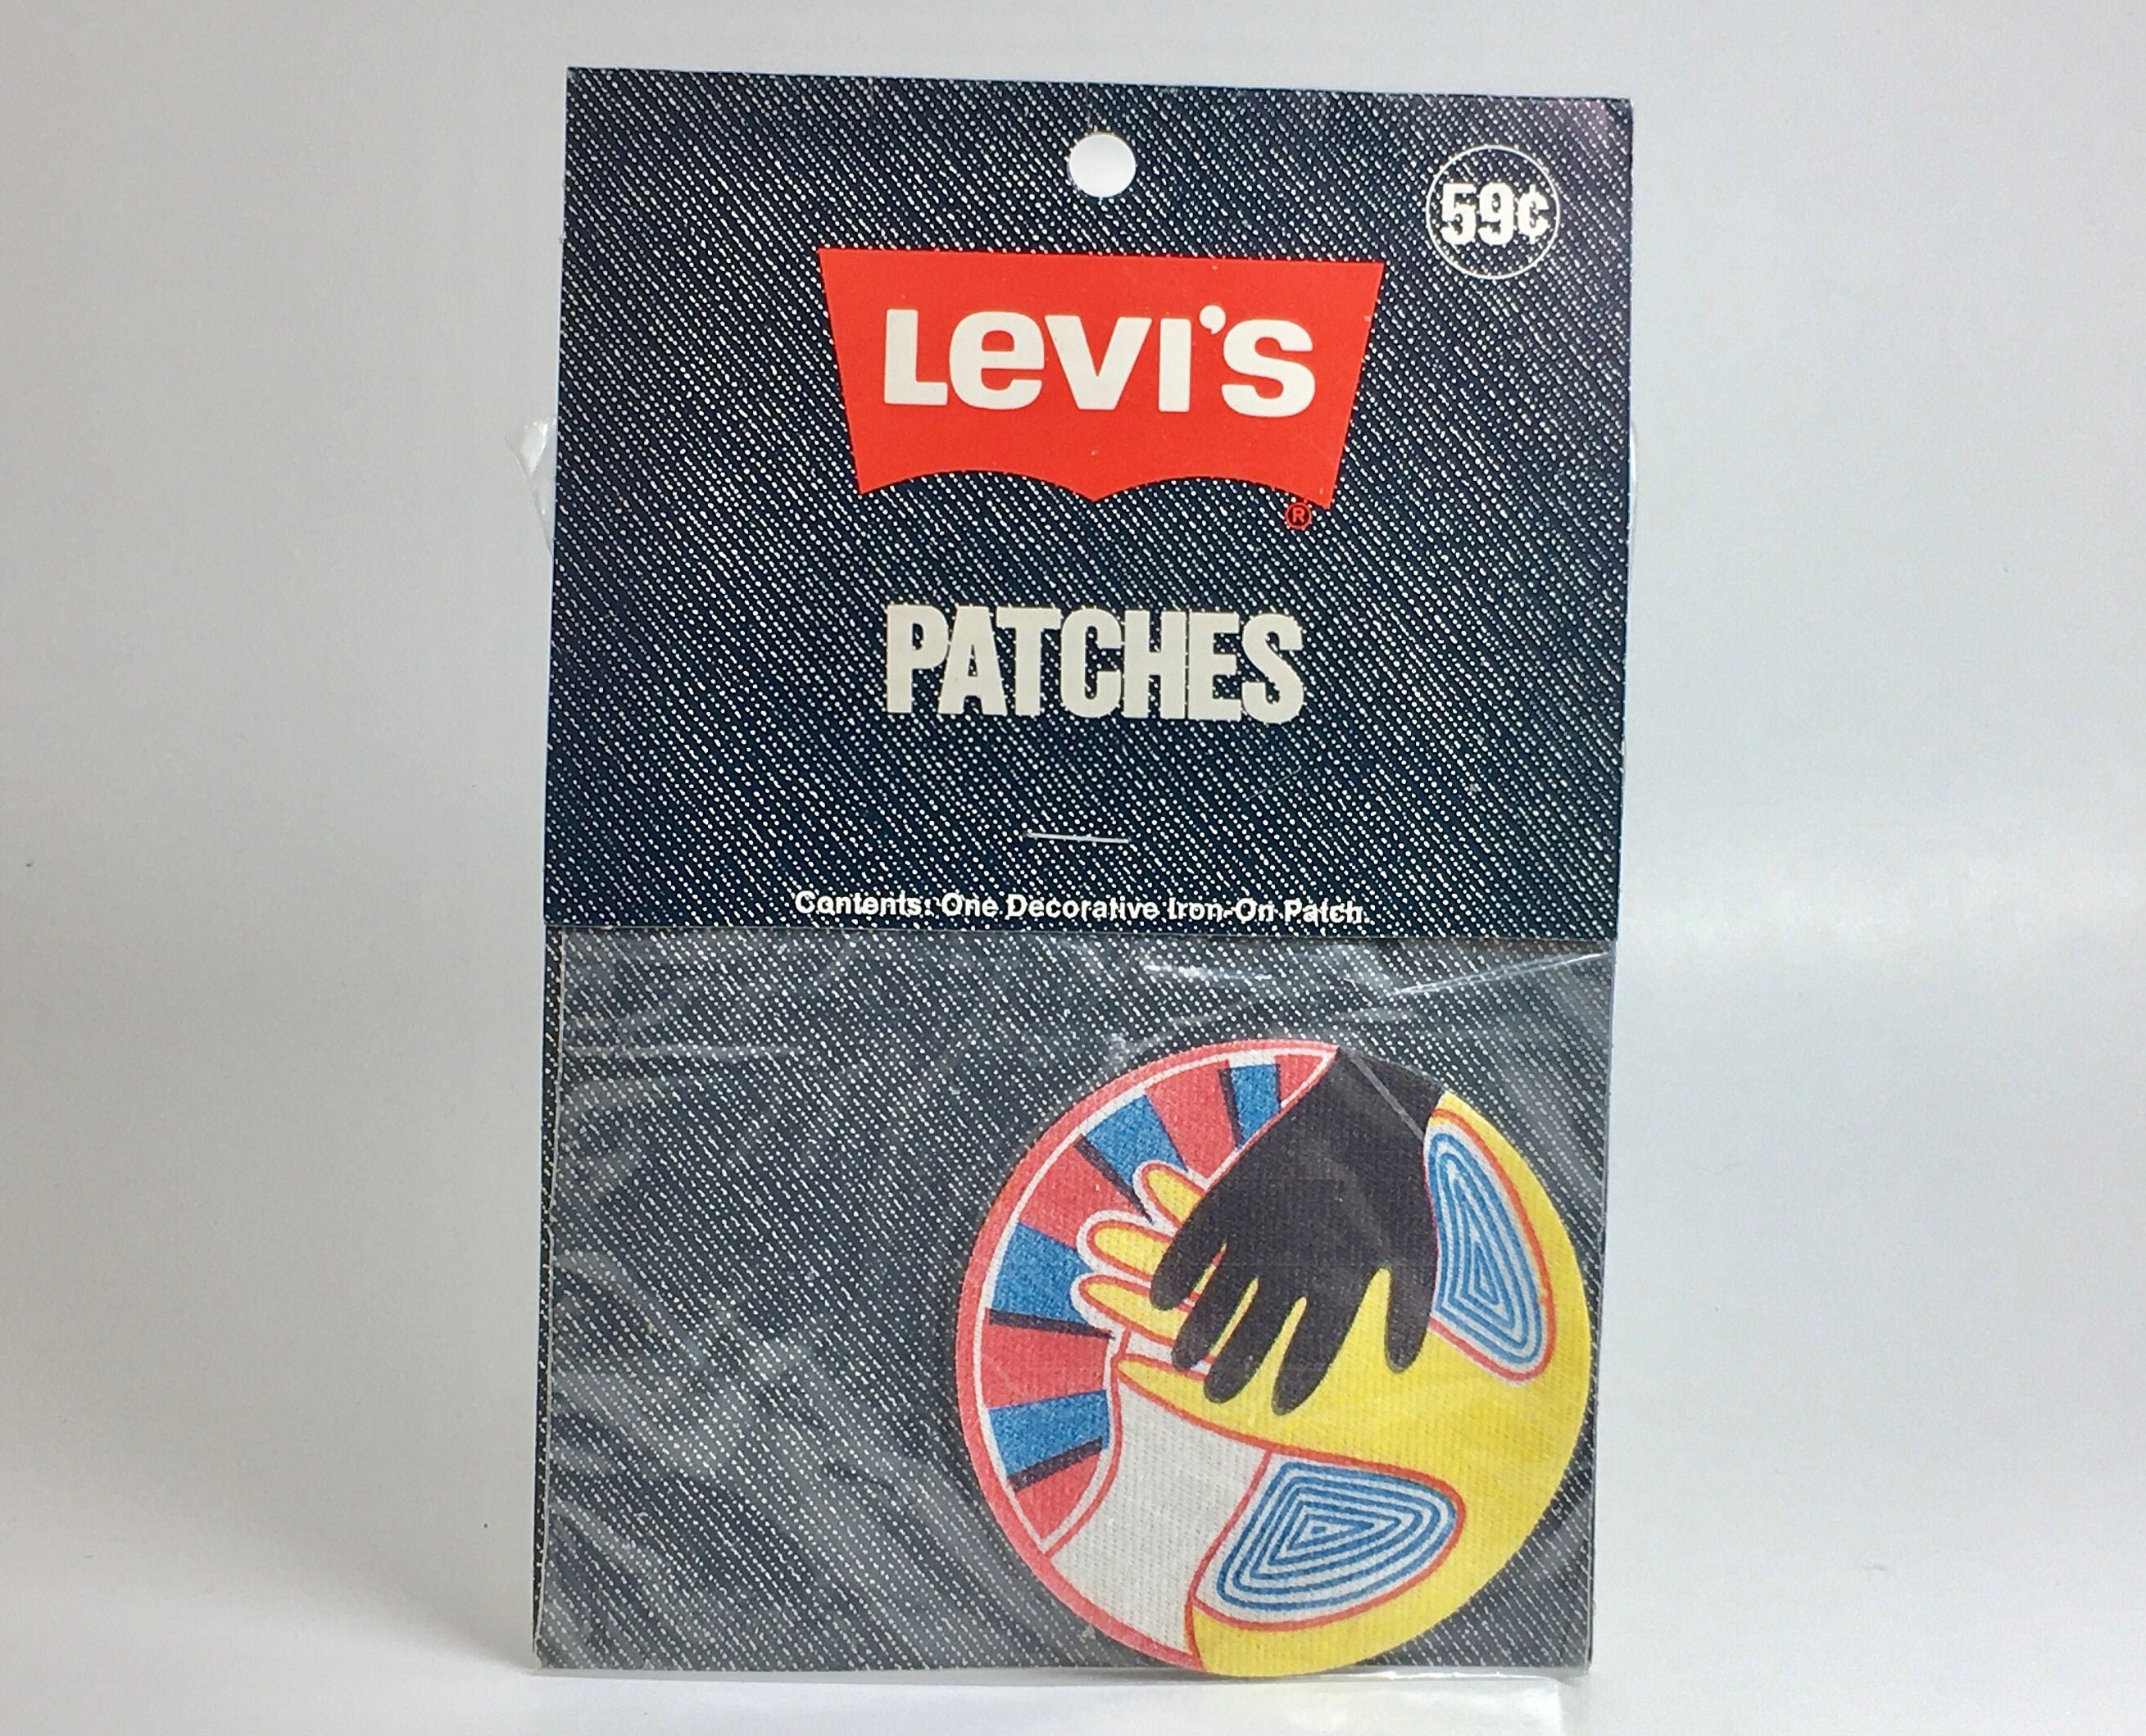 59¢
Levi's
®
PATCHES
Contents: One Decorative Iron-On Patch.